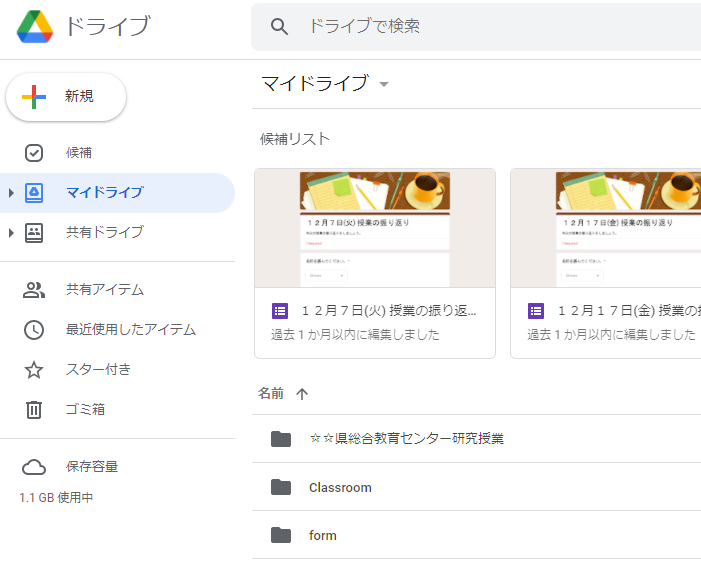 ドライブ
ドライブで検索
新規
マイドライブ
候補
マイドライブ
共有ドライブ
共有アイテム
最近使用したアイテム
スター付き
ゴミ箱
保存容量
1.1 GB 使用中
候補リスト
１２月７日(火) 授業の振り返り
１２月７日(火) 授業の振り返...
過去 1 か月以内に編集しました
１２月１７日(金) 授業の振り返り
１２月１７日(金) 授業の
過去 1 か月以内に編集しました
名前
☆☆県総合教育センター研究授業
Classroom
form